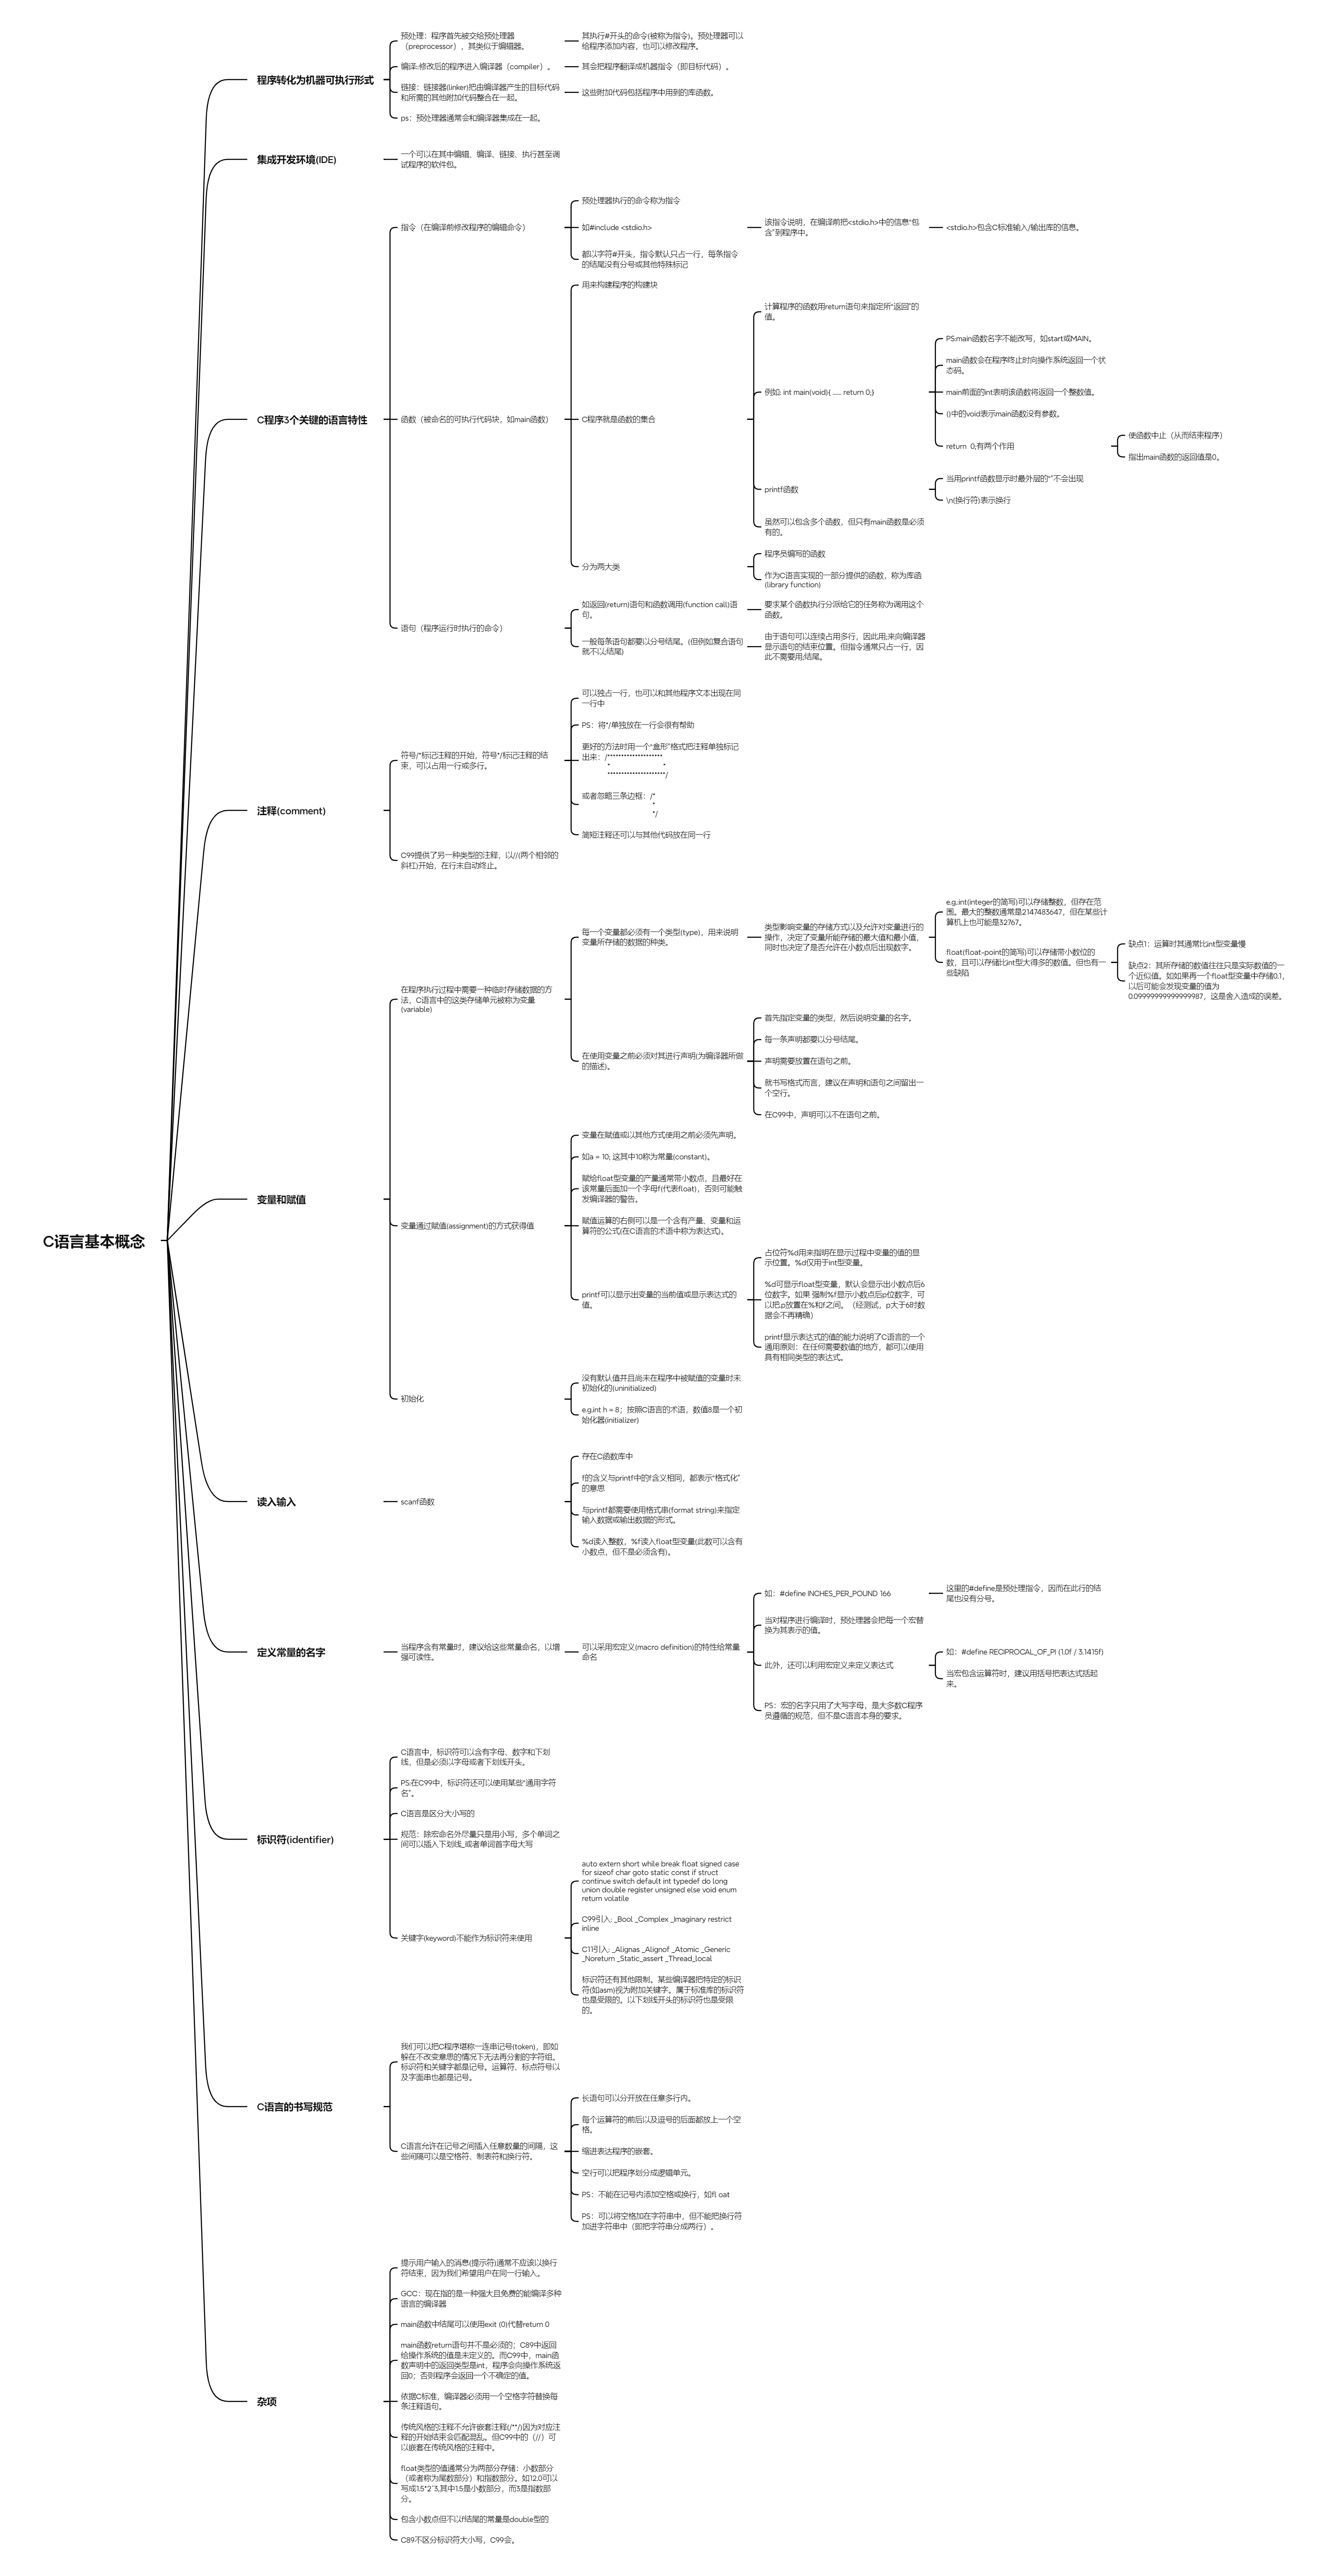 C语言基本概念
程序转化为机器可执行形式
预处理：程序首先被交给预处理器
（preprocessor），其类似于编辑器。
其执行#开头的命令(被称为指令)。预处理器可以
给程序添加内容，也可以修改程序。
编译::修改后的程序进入编译器（compiler）。
其会把程序翻译成机器指令（即目标代码）。
链接：链接器(linker)把由编译器产生的目标代码
和所需的其他附加代码整合在一起。
这些附加代码包括程序中用到的库函数。
ps：预处理器通常会和编译器集成在一起。
集成开发环境(IDE)
一个可以在其中编辑、编译、链接、执行甚至调
试程序的软件包。
C程序3个关键的语言特性
指令（在编译前修改程序的编辑命令）
预处理器执行的命令称为指令
如#include <stdio.h>
该指令说明，在编译前把<stdio.h>中的信息“包
含”到程序中。
<stdio.h>包含C标准输入/输出库的信息。
都以字符#开头，指令默认只占一行，每条指令
的结尾没有分号或其他特殊标记
函数（被命名的可执行代码块，如main函数）
用来构建程序的构建块
C程序就是函数的集合
计算程序的函数用return语句来指定所“返回”的
值。
例如: int main(void){ ...... return 0;}
PS:main函数名字不能改写，如start或MAIN。
main函数会在程序终止时向操作系统返回一个状
态码。
main前面的int表明该函数将返回一个整数值。
()中的void表示main函数没有参数。
return  0;有两个作用
使函数中止（从而结束程序）
指出main函数的返回值是0。
printf函数
当用printf函数显示时最外层的“”不会出现
\n(换行符)表示换行
虽然可以包含多个函数，但只有main函数是必须
有的。
分为两大类
程序员编写的函数
作为C语言实现的一部分提供的函数，称为库函
(library function)
语句（程序运行时执行的命令）
如返回(return)语句和函数调用(function call)语
句。
要求某个函数执行分派给它的任务称为调用这个
函数。
一般每条语句都要以分号结尾。(但例如复合语句
就不以;结尾)
由于语句可以连续占用多行，因此用;来向编译器
显示语句的结束位置。但指令通常只占一行，因
此不需要用;结尾。
注释(comment)
符号/*标记注释的开始，符号*/标记注释的结
束，可以占用一行或多行。
可以独占一行，也可以和其他程序文本出现在同
一行中
PS：将*/单独放在一行会很有帮助
更好的方法时用一个“盒形”格式把注释单独标记
出来：/********************
*                    *
*********************/
或者忽略三条边框：/*
*
*/
简短注释还可以与其他代码放在同一行
C99提供了另一种类型的注释，以//(两个相邻的
斜杠)开始，在行末自动终止。
变量和赋值
在程序执行过程中需要一种临时存储数据的方
法，C语言中的这类存储单元被称为变量
(variable)
每一个变量都必须有一个类型(type)，用来说明
变量所存储的数据的种类。
类型影响变量的存储方式以及允许对变量进行的
操作，决定了变量所能存储的最大值和最小值，
同时也决定了是否允许在小数点后出现数字。
e.g.:int(integer的简写)可以存储整数，但存在范
围。最大的整数通常是2147483647，但在某些计
算机上也可能是32767。
float(float-point的简写)可以存储带小数位的
数，且可以存储比int型大得多的数值。但也有一
些缺陷
缺点1：运算时其通常比int型变量慢
缺点2：其所存储的数值往往只是实际数值的一
个近似值。如如果再一个float型变量中存储0.1，
以后可能会发现变量的值为
0.09999999999999987，这是舍入造成的误差。
在使用变量之前必须对其进行声明(为编译器所做
的描述)。
首先指定变量的类型，然后说明变量的名字。
每一条声明都要以分号结尾。
声明需要放置在语句之前。
就书写格式而言，建议在声明和语句之间留出一
个空行。
在C99中，声明可以不在语句之前。
变量通过赋值(assignment)的方式获得值
变量在赋值或以其他方式使用之前必须先声明。
如a = 10; 这其中10称为常量(constant)。
赋给float型变量的产量通常带小数点，且最好在
该常量后面加一个字母f(代表float)，否则可能触
发编译器的警告。
赋值运算的右侧可以是一个含有产量、变量和运
算符的公式(在C语言的术语中称为表达式)。
printf可以显示出变量的当前值或显示表达式的
值。
占位符%d用来指明在显示过程中变量的值的显
示位置。%d仅用于int型变量。
%d可显示float型变量，默认会显示出小数点后6
位数字。如果 强制%f显示小数点后p位数字，可
以把.p放置在%和f之间。（经测试，p大于6时数
据会不再精确）
printf显示表达式的值的能力说明了C语言的一个
通用原则：在任何需要数值的地方，都可以使用
具有相同类型的表达式。
初始化
没有默认值并且尚未在程序中被赋值的变量时未
初始化的(uninitialized)
e.g.int h = 8；按照C语言的术语，数值8是一个初
始化器(initializer)
读入输入
scanf函数
存在C函数库中
f的含义与printf中的f含义相同，都表示“格式化”
的意思
与printf都需要使用格式串(format string)来指定
输入数据或输出数据的形式。
%d读入整数，%f读入float型变量(此数可以含有
小数点，但不是必须含有)。
定义常量的名字
当程序含有常量时，建议给这些常量命名，以增
强可读性。
可以采用宏定义(macro definition)的特性给常量
命名
如：#define INCHES_PER_POUND 166
这里的#define是预处理指令，因而在此行的结
尾也没有分号。
当对程序进行编译时，预处理器会把每一个宏替
换为其表示的值。
此外，还可以利用宏定义来定义表达式
如：#define RECIPROCAL_OF_PI (1.0f / 3.1415f)
当宏包含运算符时，建议用括号把表达式括起
来。
PS：宏的名字只用了大写字母，是大多数C程序
员遵循的规范，但不是C语言本身的要求。
标识符(identifier)
C语言中，标识符可以含有字母、数字和下划
线，但是必须以字母或者下划线开头。
PS:在C99中，标识符还可以使用某些“通用字符
名”。
C语言是区分大小写的
规范：除宏命名外尽量只是用小写，多个单词之
间可以插入下划线_或者单词首字母大写
关键字(keyword)不能作为标识符来使用
auto extern short while break float signed case
for sizeof char goto static const if struct
continue switch default int typedef do long
union double register unsigned else void enum
return volatile
C99引入: _Bool _Complex _Imaginary restrict
inline
C11引入: _Alignas _Alignof _Atomic _Generic
_Noreturn _Static_assert _Thread_local
标识符还有其他限制。某些编译器把特定的标识
符(如asm)视为附加关键字。属于标准库的标识符
也是受限的。以下划线开头的标识符也是受限
的。
C语言的书写规范
我们可以把C程序堪称一连串记号(token)，即如
躲在不改变意思的情况下无法再分割的字符组。
标识符和关键字都是记号。运算符、标点符号以
及字面串也都是记号。
C语言允许在记号之间插入任意数量的间隔，这
些间隔可以是空格符、制表符和换行符。
长语句可以分开放在任意多行内。
每个运算符的前后以及逗号的后面都放上一个空
格。
缩进表达程序的嵌套。
空行可以把程序划分成逻辑单元。
PS：不能在记号内添加空格或换行，如fl oat
PS：可以将空格加在字符串中，但不能把换行符
加进字符串中（即把字符串分成两行）。
杂项
提示用户输入的消息(提示符)通常不应该以换行
符结束，因为我们希望用户在同一行输入。
GCC：现在指的是一种强大且免费的能编译多种
语言的编译器
main函数中结尾可以使用exit (0)代替return 0
main函数return语句并不是必须的；C89中返回
给操作系统的值是未定义的。而C99中，main函
数声明中的返回类型是int，程序会向操作系统返
回0；否则程序会返回一个不确定的值。
依据C标准，编译器必须用一个空格字符替换每
条注释语句。
传统风格的注释不允许嵌套注释(/**/)因为对应注
释的开始结束会匹配混乱。但C99中的（//）可
以嵌套在传统风格的注释中。
float类型的值通常分为两部分存储：小数部分
（或者称为尾数部分）和指数部分。如12.0可以
写成1.5*2^3,其中1.5是小数部分，而3是指数部
分。
包含小数点但不以f结尾的常量是double型的
C89不区分标识符大小写，C99会。